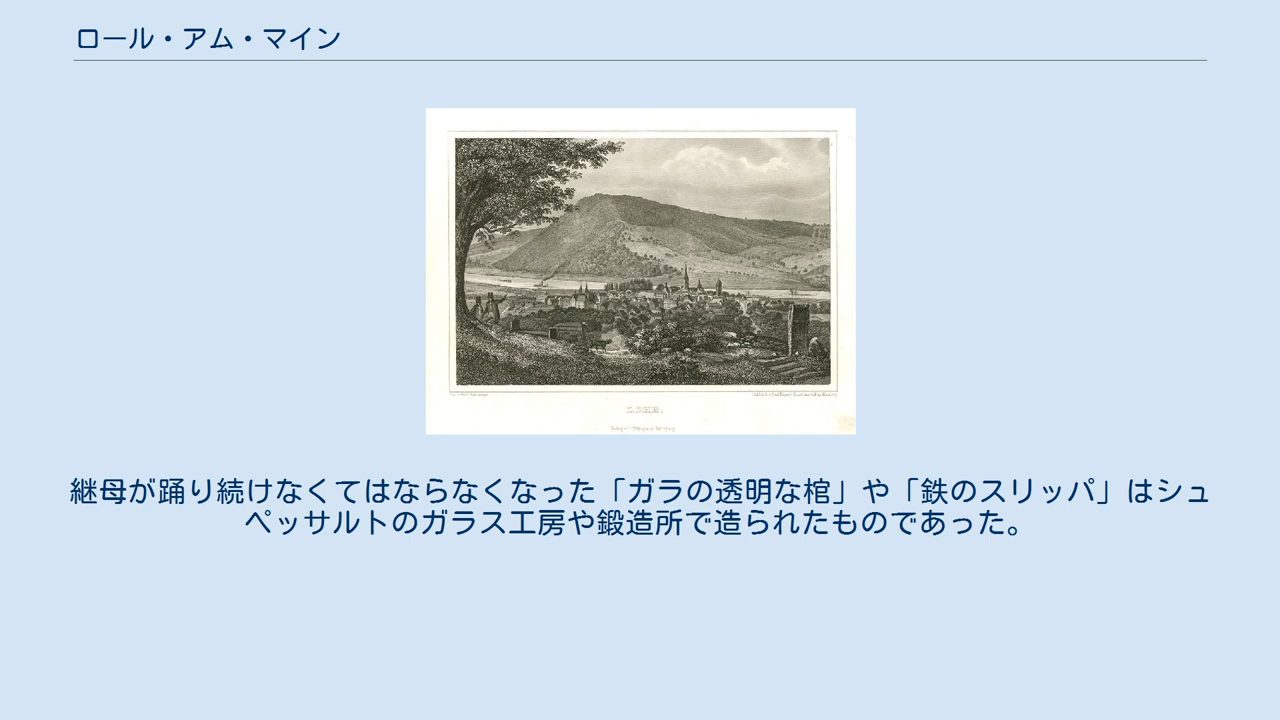 ロール・アム・マイン
LOHR.
継母が踊り続けなくてはならなくなった「ガラの透明な棺」や「鉄のスリッパ」はシュ
ペッサルトのガラス工房や鍛造所で造られたものであった。